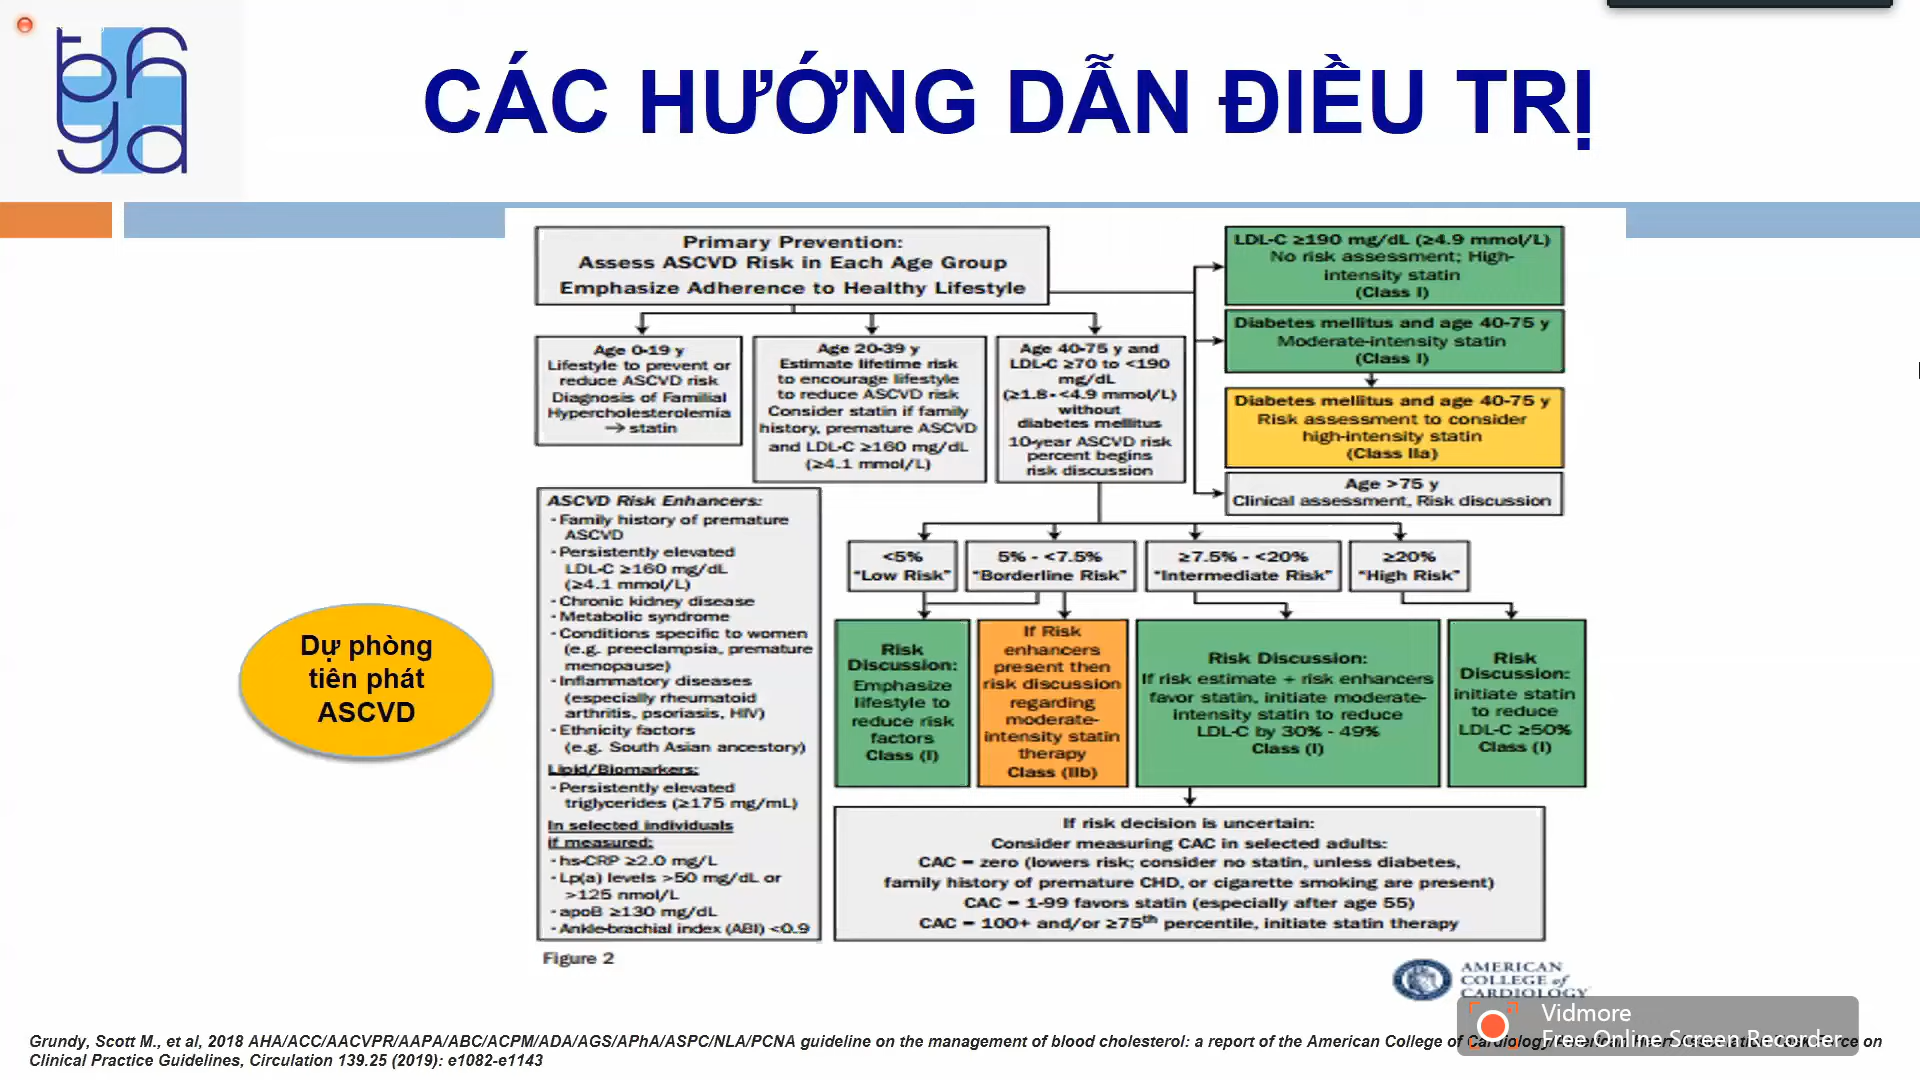 CÁC HƯỚNG DẪN ĐIỀU TRỊ
Primary Prevention:
Assess ASCVD Risk in Each Age Group
Emphasize Adherence to Healthy Lifestyle
LDL-C ≥190 mg/dL (≥4.9 mmol/L)
No risk assessment; High-
intensity statin
(Class I)
Diabetes mellitus and age 40-75 y
Moderate-intensity statin
(Class I)
Diabetes mellitus and age 40-75 y
Risk assessment to consider
high-intensity statin
(Class IIa)
Age >75 y
Clinical assessment, Risk discussion
Age 0-19 y
Lifestyle to prevent or
reduce ASCVD risk
Diagnosis of Familial
Hypercholesterolemia
→ statin
Age 20-39 y
Estimate lifetime risk
to encourage lifestyle
to reduce ASCVD risk
Consider statin if family
history, premature ASCVD
and LDL-C ≥160 mg/dL
(≥4.1 mmol/L)
Age 40-75 y and
LDL-C ≥70 to <190
mg/dL
(≥1.8-<4.9 mmol/L)
without
diabetes mellitus
10-year ASCVD risk
percent begins
risk discussion
ASCVD Risk Enhancers:
· Family history of premature
ASCVD
· Persistently elevated
LDL-C ≥160 mg/dL
(≥4.1 mmol/L)
· Chronic kidney disease
· Metabolic syndrome
· Conditions specific to women
(e.g. preeclampsia, premature
menopause)
· Inflammatory diseases
(especially rheumatoid
arthritis, psoriasis, HIV)
· Ethnicity factors
(e.g. South Asian ancestory)
Lipid/Biomarkers:
· Persistently elevated
triglycerides (≥175 mg/mL)
In selected individuals
if measured:
· hs-CRP ≥2.0 mg/L
· Lp(a) levels >50 mg/dL or
>125 nmol/L
· apoB ≥130 mg/dL
· Ankle-brachial index (ABI) <0.9
<5%
"Low Risk"
5% - <7.5%
"Borderline Risk"
≥7.5% - <20%
"Intermediate Risk"
≥20%
"High Risk"
Risk
Discussion:
Emphasize
lifestyle to
reduce risk
factors
Class (I)
If Risk
enhancers
present then
risk discussion
regarding
moderate-
intensity statin
therapy
Class (IIb)
Risk Discussion:
If risk estimate + risk enhancers
favor statin, initiate moderate-
intensity statin to reduce
LDL-C by 30% - 49%
Class (I)
Risk
Discussion:
initiate statin
to reduce
LDL-C ≥50%
Class (I)
If risk decision is uncertain:
Consider measuring CAC in selected adults:
CAC = zero (lowers risk; consider no statin, unless diabetes,
family history of premature CHD, or cigarette smoking are present)
CAC = 1-99 favors statin (especially after age 55)
CAC = 100+ and/or ≥75th percentile, initiate statin therapy
Dự phòng
tiên phát
ASCVD
Figure 2
AMERICAN
COLLEGE of
CARDIOLOGY
Vidmore
Free Online Screen Recorder
Grundy, Scott M., et al, 2018 AHA/ACC/AACVPR/AAPA/ABC/ACPM/ADA/AGS/APhA/ASPC/NLA/PCNA guideline on the management of blood cholesterol: a report of the American College of on
Clinical Practice Guidelines, Circulation 139.25 (2019): e1082-e1143